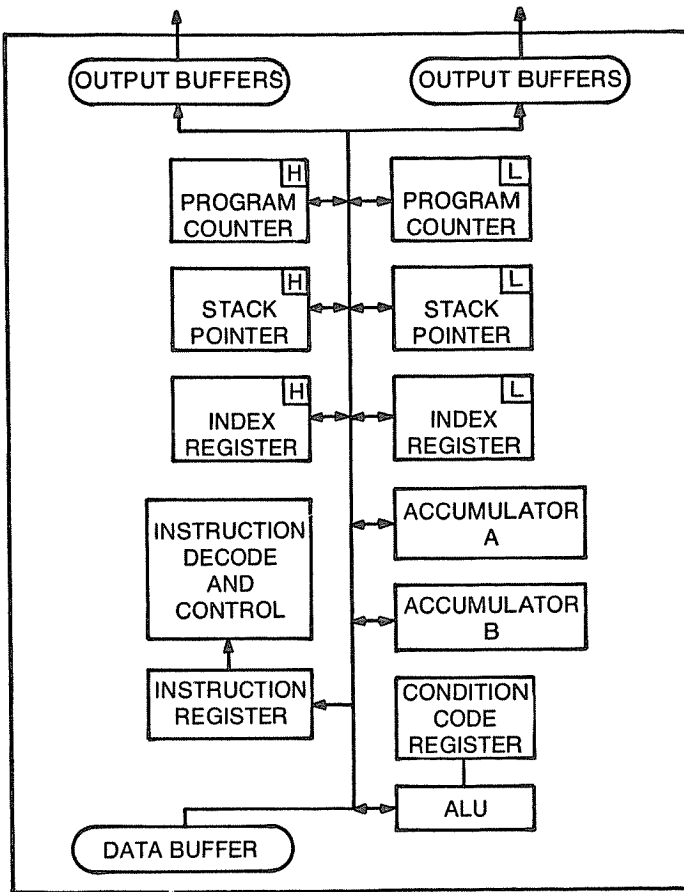 OUTPUT BUFFERS
OUTPUT BUFFERS
H
PROGRAM
COUNTER
L
PROGRAM
COUNTER
H
STACK
POINTER
L
STACK
POINTER
H
INDEX
REGISTER
L
INDEX
REGISTER
INSTRUCTION
DECODE
AND
CONTROL
ACCUMULATOR
A
ACCUMULATOR
B
INSTRUCTION
REGISTER
CONDITION
CODE
REGISTER
ALU
DATA BUFFER